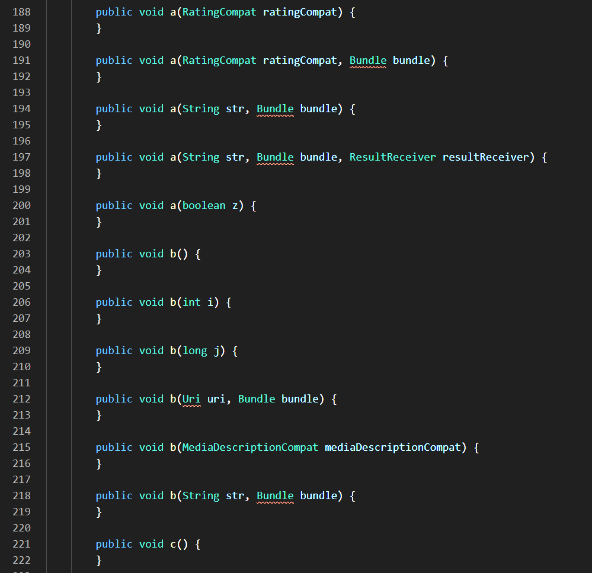 188 public void a(RatingCompat ratingCompat) {
189 }
190
191 public void a(RatingCompat ratingCompat, Bundle bundle) {
192 }
193
194 public void a(String str, Bundle bundle) {
195 }
196
197 public void a(String str, Bundle bundle, ResultReceiver resultReceiver) {
198 }
199
200 public void a(boolean z) {
201 }
202
203 public void b() {
204 }
205
206 public void b(int i) {
207 }
208
209 public void b(long j) {
210 }
211
212 public void b(Uri uri, Bundle bundle) {
213 }
214
215 public void b(MediaDescriptionCompat mediaDescriptionCompat) {
216 }
217
218 public void b(String str, Bundle bundle) {
219 }
220
221 public void c() {
222 }